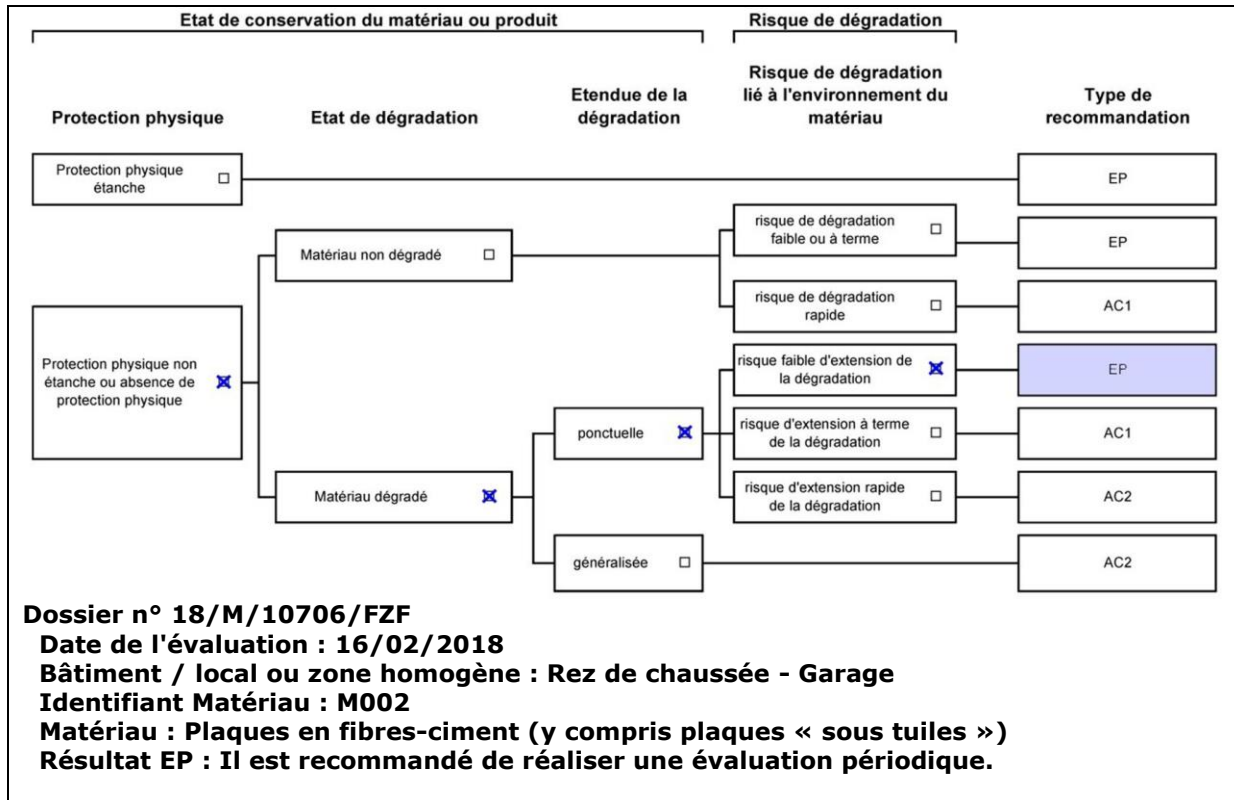 Etat de conservation du matériau ou produit
Risque de dégradation
Protection physique
Etat de dégradation
Etendue de la
dégradation
Risque de dégradation
lié à l'environnement du
matériau
Type de
recommandation
Protection physique
étanche
EP
Matériau non dégradé
risque de dégradation
faible ou à terme
EP
risque de dégradation
rapide
AC1
Protection physique non
étanche ou absence de
protection physique
risque faible d'extension de
la dégradation
EP
ponctuelle
risque d'extension à terme
de la dégradation
AC1
Matériau dégradé
risque d'extension rapide
de la dégradation
AC2
généralisée
AC2
Dossier n° 18/M/10706/FZF
Date de l'évaluation : 16/02/2018
Bâtiment / local ou zone homogène : Rez de chaussée - Garage
Identifiant Matériau : M002
Matériau : Plaques en fibres-ciment (y compris plaques « sous tuiles »)
Résultat EP : Il est recommandé de réaliser une évaluation périodique.